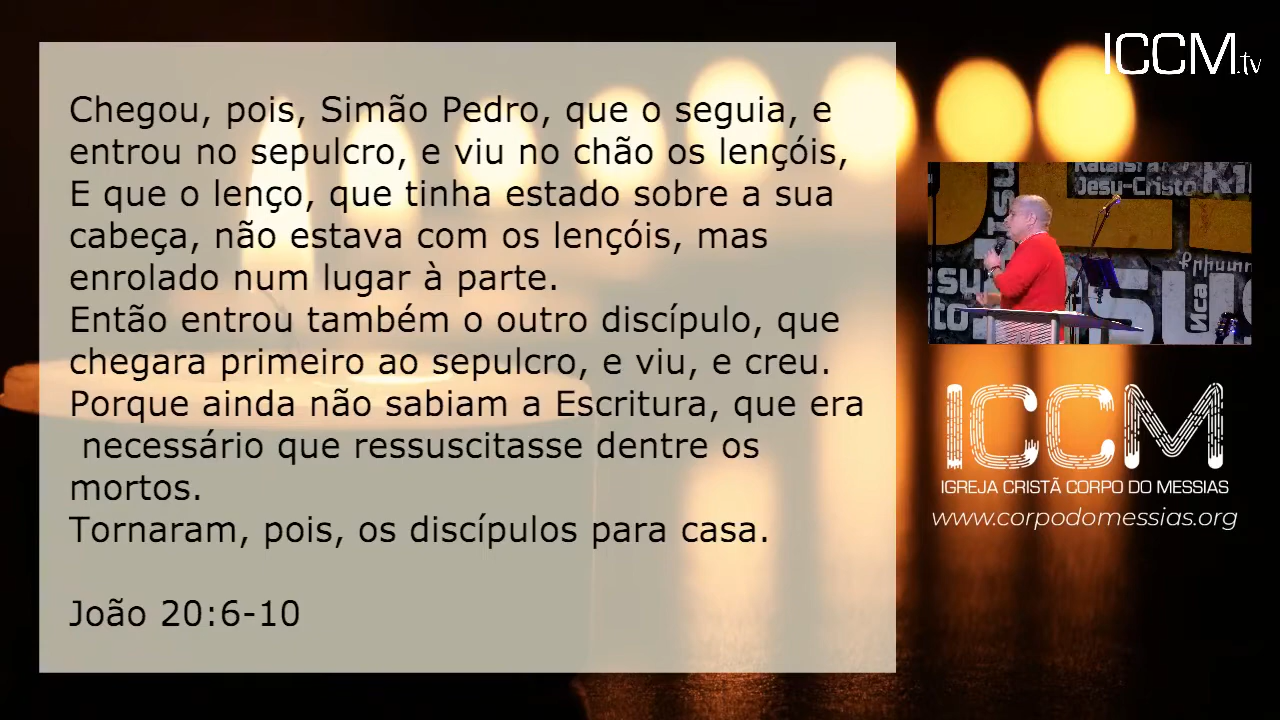 Chegou, pois, Simão Pedro, que o seguia, e
entrou no sepulcro, e viu no chão os lençóis,
E que o lenço, que tinha estado sobre a sua
cabeça, não estava com os lençóis, mas
enrolado num lugar à parte.
Então entrou também o outro discípulo, que
chegara primeiro ao sepulcro, e viu, e creu.
Porque ainda não sabiam a Escritura, que era
necessário que ressuscitasse dentre os
mortos.
Tornaram, pois, os discípulos para casa.
João 20:6-10
ICCM.tv
Jesu-Cristo
ICCM
IGREJA CRISTÃ CORPO DO MESSIAS
www.corpodomessias.org